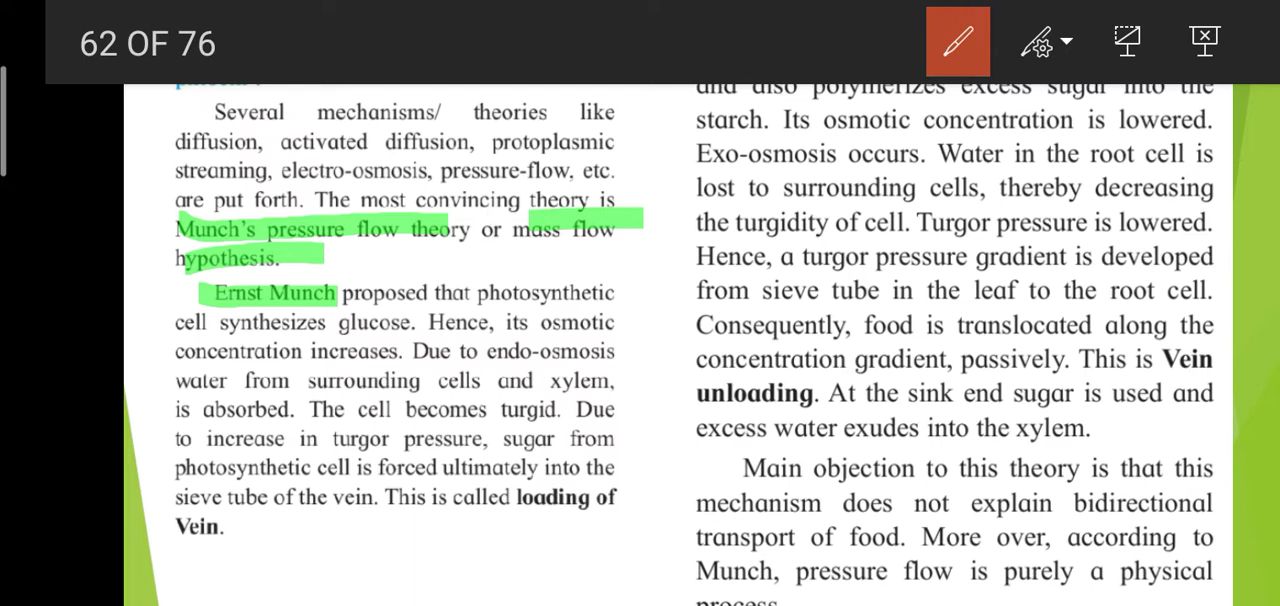 62 OF 76
Several mechanisms/ theories like
diffusion, activated diffusion, protoplasmic
streaming, electro-osmosis, pressure-flow, etc.
are put forth. The most convincing theory is
Munch's pressure flow theory or mass flow
hypothesis.
Ernst Munch proposed that photosynthetic
cell synthesizes glucose. Hence, its osmotic
concentration increases. Due to endo-osmosis
water from surrounding cells and xylem,
is absorbed. The cell becomes turgid. Due
to increase in turgor pressure, sugar from
photosynthetic cell is forced ultimately into the
sieve tube of the vein. This is called loading of
Vein.
and also polymerizes excess sugar into the
starch. Its osmotic concentration is lowered.
Exo-osmosis occurs. Water in the root cell is
lost to surrounding cells, thereby decreasing
the turgidity of cell. Turgor pressure is lowered.
Hence, a turgor pressure gradient is developed
from sieve tube in the leaf to the root cell.
Consequently, food is translocated along the
concentration gradient, passively. This is Vein
unloading. At the sink end sugar is used and
excess water exudes into the xylem.
Main objection to this theory is that this
mechanism does not explain bidirectional
transport of food. More over, according to
Munch, pressure flow is purely a physical
process.